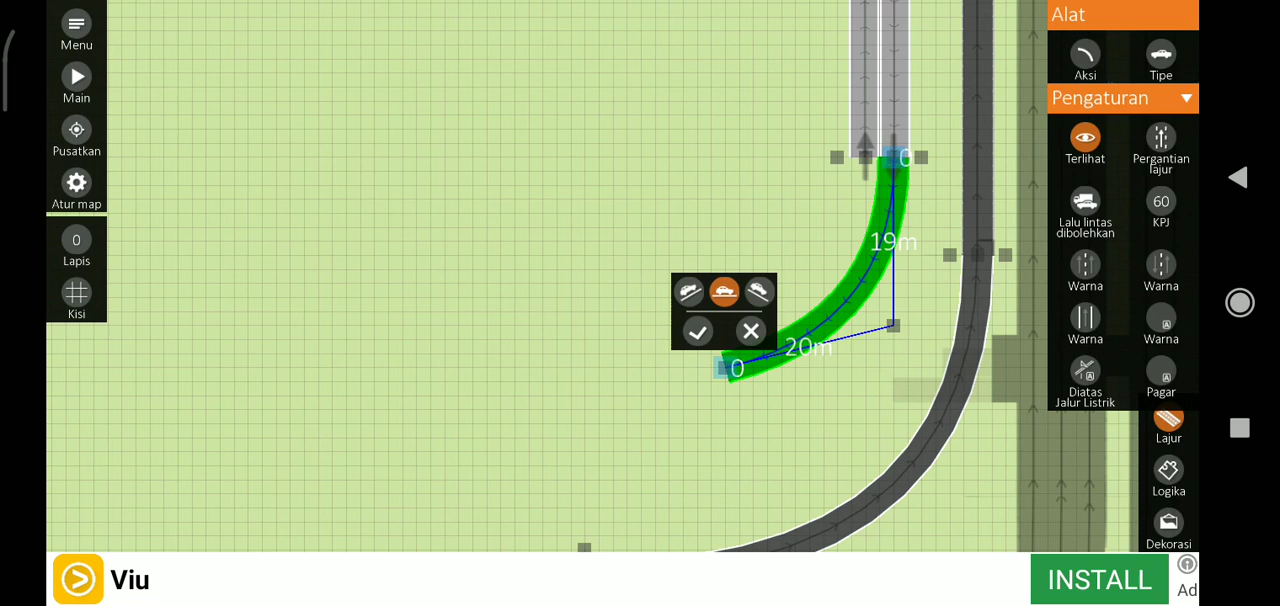 Menu
Main
Pusatkan
Atur map
0
Lapis
Kisi
0
19m
20m
0
Alat
Aksi
Tipe
Pengaturan
Terlihat
Pergantian
lajur
Lalu lintas
dibolehkan
60
KPJ
Warna
Warna
Warna
A
Warna
A
Diatas
Jalur Listrik
A
Pagar
Lajur
Logika
Dekorasi
Viu
INSTALL
Ad